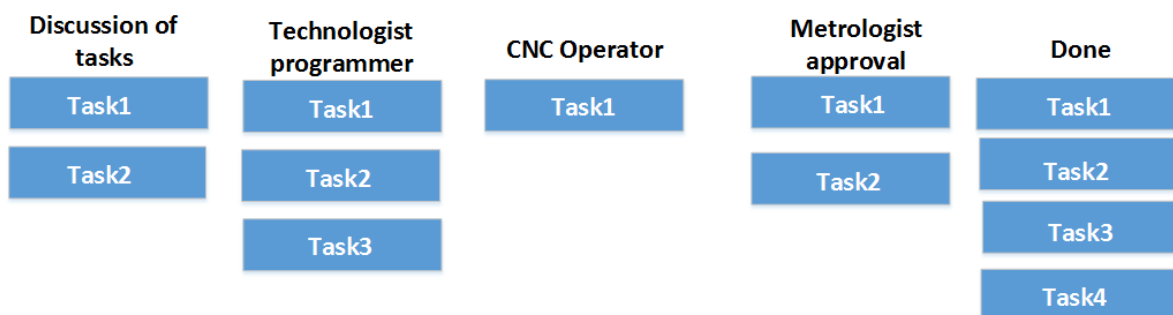 Discussion of
tasks
Task1
Task2
Technologist
programmer
Task1
Task2
Task3
CNC Operator
Task1
Metrologist
approval
Task1
Task2
Done
Task1
Task2
Task3
Task4